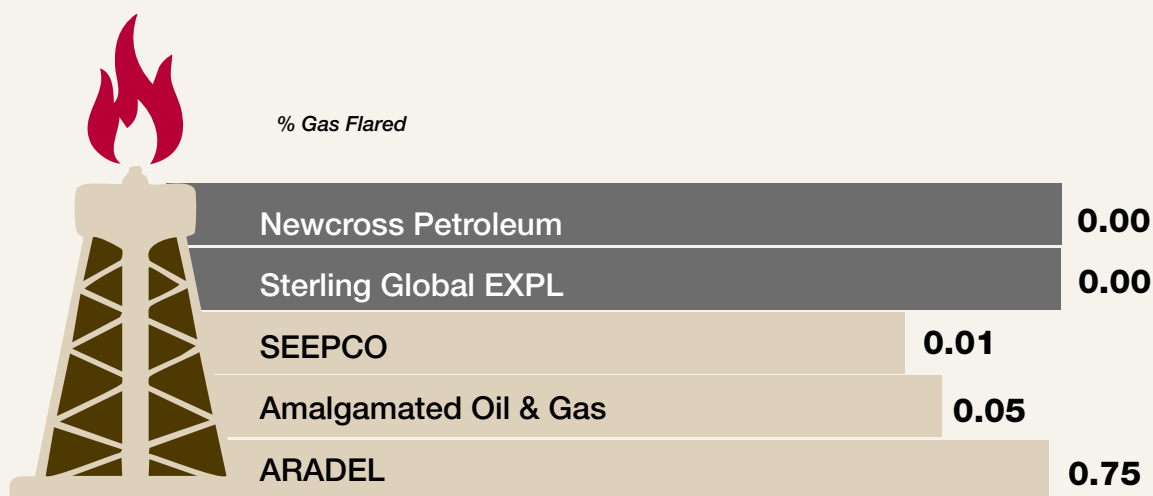 % Gas Flared
Newcross Petroleum 0.00
Sterling Global EXPL 0.00
SEEPCO 0.01
Amalgamated Oil & Gas 0.05
ARADEL 0.75